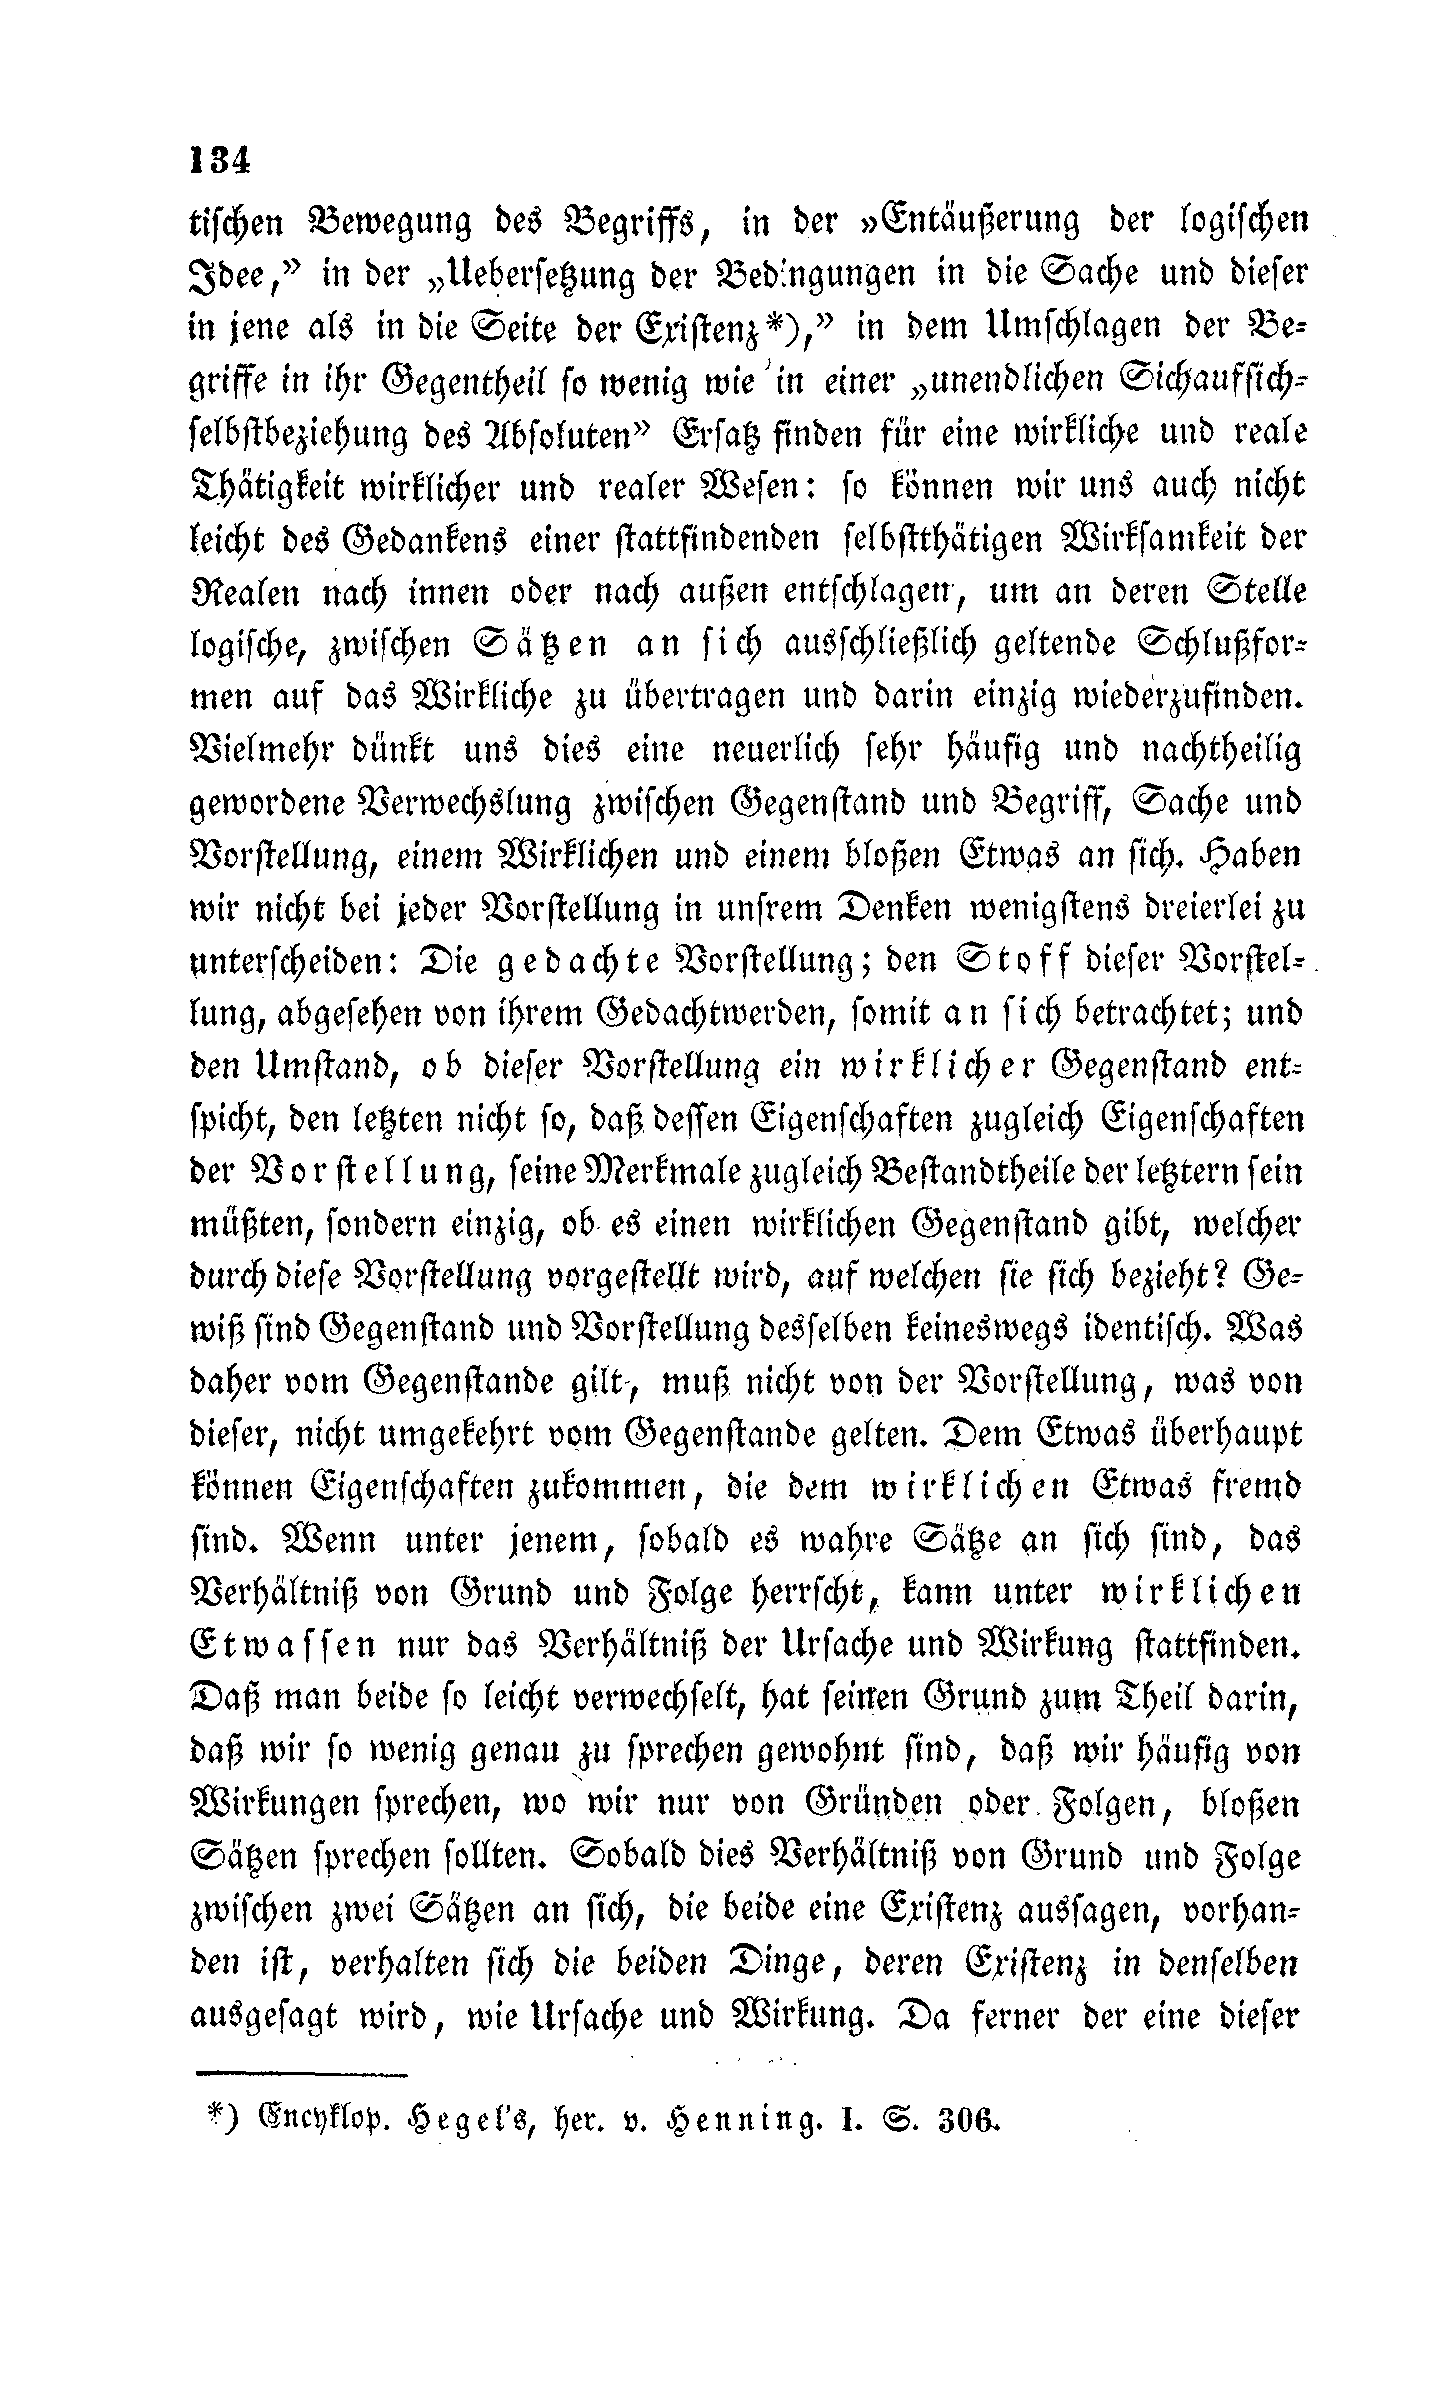 134
tischen Bewegung des Begriffs, in der »Entäußerung der logischen
Idee,” in der „Uebersetzung der Bedingungen in die Sache und dieser
in jene als in die Seite der Existenz*),” in dem Umschlagen der Be-
griffe in ihr Gegentheil so wenig wie in einer „unendlichen Sichaufsich-
selbstbeziehung des Absoluten” Ersatz finden für eine wirkliche und reale
Thätigkeit wirklicher und realer Wesen: so können wir uns auch nicht
leicht des Gedankens einer stattfindenden selbstthätigen Wirksamkeit der
Realen nach innen oder nach außen entschlagen, um an deren Stelle
logische, zwischen Sätzen an sich ausschließlich geltende Schlußfor-
men auf das Wirkliche zu übertragen und darin einzig wiederzufinden.
Vielmehr dünkt uns dies eine neuerlich sehr häufig und nachtheilig
gewordene Verwechslung zwischen Gegenstand und Begriff, Sache und
Vorstellung, einem Wirklichen und einem bloßen Etwas an sich. Haben
wir nicht bei jeder Vorstellung in unsrem Denken wenigstens dreierlei zu
unterscheiden: Die gedachte Vorstellung; den Stoff dieser Vorstel-
lung, abgesehen von ihrem Gedachtwerden, somit an sich betrachtet; und
den Umstand, ob dieser Vorstellung ein wirklicher Gegenstand ent-
spicht, den letzten nicht so, daß dessen Eigenschaften zugleich Eigenschaften
der Vorstellung, seine Merkmale zugleich Bestandtheile der letztern sein
müßten, sondern einzig, ob es einen wirklichen Gegenstand gibt, welcher
durch diese Vorstellung vorgestellt wird, auf welchen sie sich bezieht? Ge-
wiß sind Gegenstand und Vorstellung desselben keineswegs identisch. Was
daher vom Gegenstande gilt, muß nicht von der Vorstellung, was von
dieser, nicht umgekehrt vom Gegenstande gelten. Dem Etwas überhaupt
können Eigenschaften zukommen, die dem wirklichen Etwas fremd
sind. Wenn unter jenem, sobald es wahre Sätze an sich sind, das
Verhältniß von Grund und Folge herrscht, kann unter wirklichen
Etwassen nur das Verhältniß der Ursache und Wirkung stattfinden.
Daß man beide so leicht verwechselt, hat seinen Grund zum Theil darin,
daß wir so wenig genau zu sprechen gewohnt sind, daß wir häufig von
Wirkungen sprechen, wo wir nur von Gründen oder Folgen, bloßen
Sätzen sprechen sollten. Sobald dies Verhältniß von Grund und Folge
zwischen zwei Sätzen an sich, die beide eine Existenz aussagen, vorhan-
den ist, verhalten sich die beiden Dinge, deren Existenz in denselben
ausgesagt wird, wie Ursache und Wirkung. Da ferner der eine dieser
*) Encyklop. Hegel's, her. v. Henning. I. S. 306.